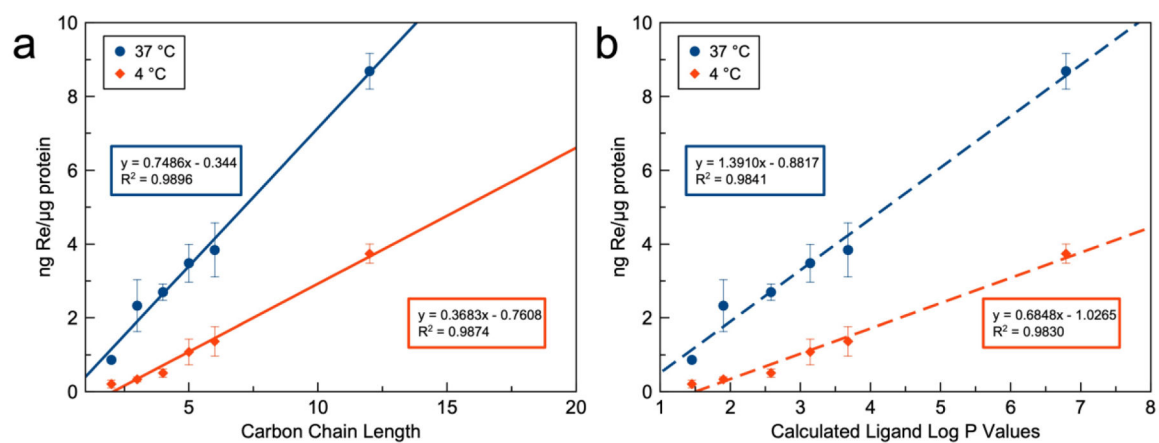 a
37 °C
4 °C
y = 0.7486x - 0.344
R² = 0.9896
y = 0.3683x - 0.7608
R² = 0.9874
ng Re/µg protein
10
8
6
4
2
0
5
10
15
20
Carbon Chain Length
b
37 °C
4 °C
y = 1.3910x - 0.8817
R² = 0.9841
y = 0.6848x - 1.0265
R² = 0.9830
ng Re/µg protein
10
8
6
4
2
0
1
2
3
4
5
6
7
8
Calculated Ligand Log P Values